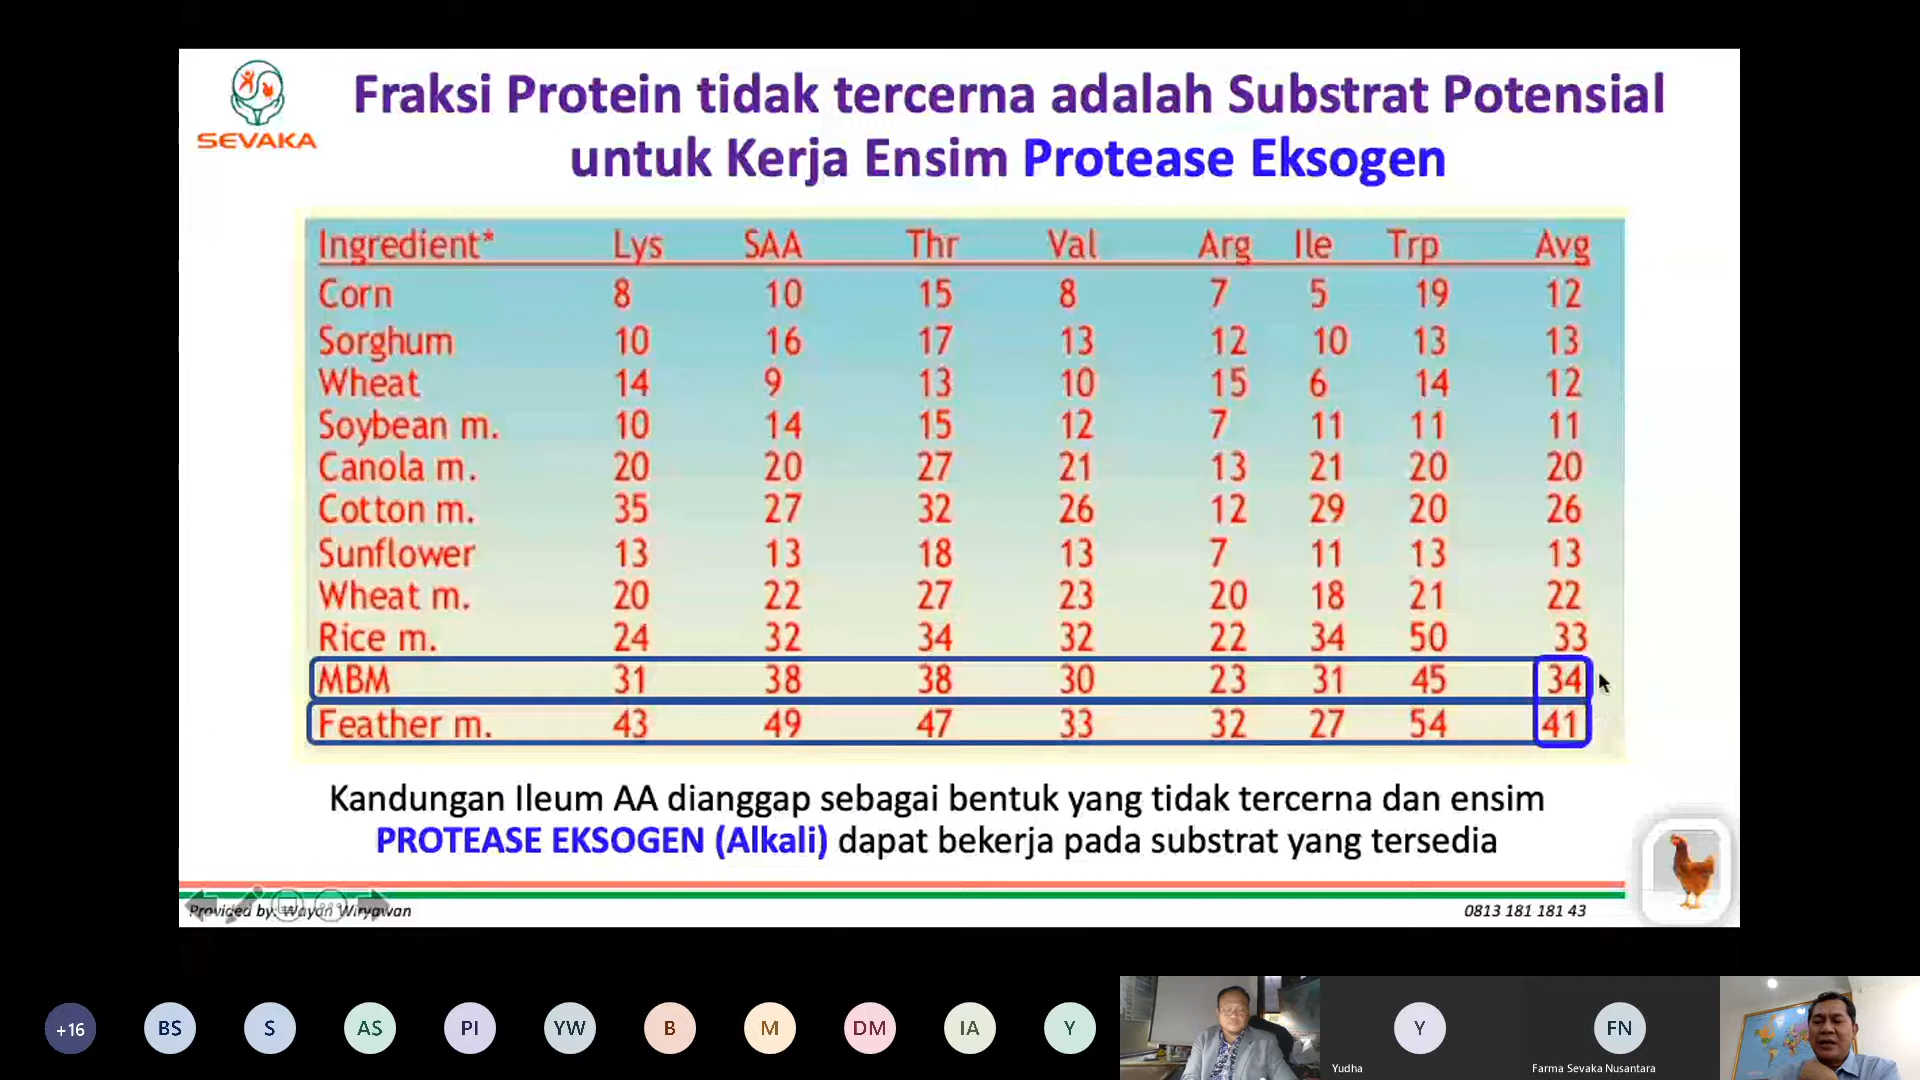 SEVAKA
Fraksi Protein tidak tercerna adalah Substrat Potensial
untuk Kerja Ensim Protease Eksogen
Ingredient* Lys SAA Thr Val Arg Ile Trp Avg
Corn 8 10 15 8 7 5 19 12
Sorghum 10 16 17 13 12 10 13 13
Wheat 14 9 13 10 15 6 14 12
Soybean m. 10 14 15 12 7 11 11 11
Canola m. 20 20 27 21 13 21 20 20
Cotton m. 35 27 32 26 12 29 20 26
Sunflower 13 13 18 13 7 11 13 13
Wheat m. 20 22 27 23 20 18 21 22
Rice m. 24 32 34 32 22 34 50 33
MBM 31 38 38 30 23 31 45 34
Feather m. 43 49 47 33 32 27 54 41
Kandungan Ileum AA dianggap sebagai bentuk yang tidak tercerna dan ensim
PROTEASE EKSOGEN (Alkali) dapat bekerja pada substrat yang tersedia
Provided by: Wayan Wiryawan 0813 181 181 43
+16 BS S AS PI YW B M DM IA Y Y FN
Yudha Farma Sevaka Nusantara